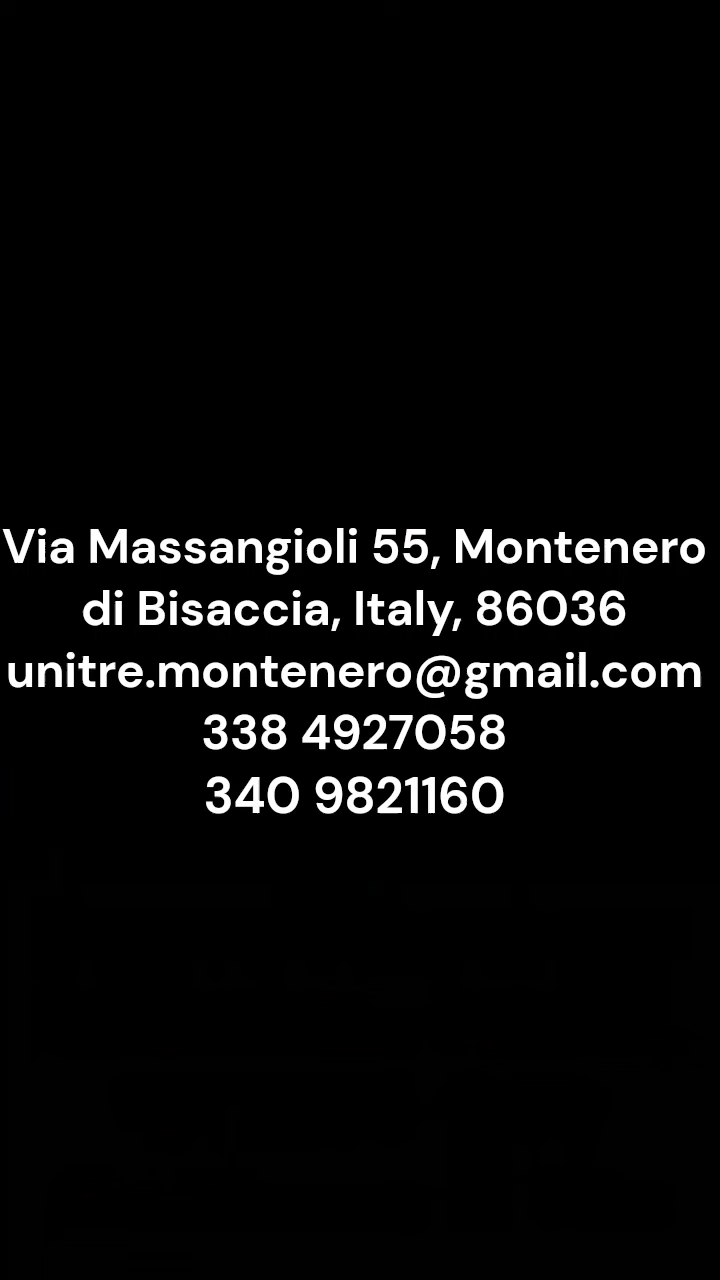 Via Massangioli 55, Montenero
di Bisaccia, Italy, 86036
unitre.montenero@gmail.com
338 4927058
340 9821160